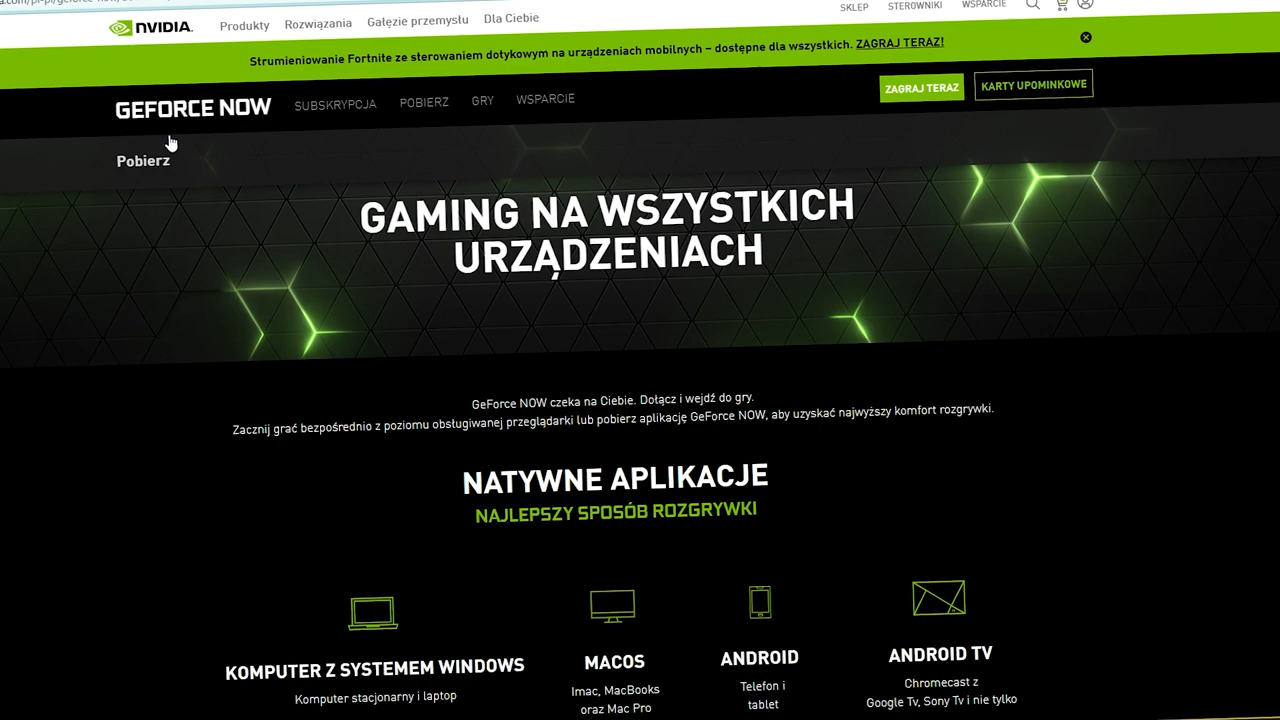 NVIDIA.
Produkty Rozwiązania Gałęzie przemysłu Dla Ciebie
SKLEP STEROWNIKI WSPARCIE
Strumieniowanie Fortnite ze sterowaniem dotykowym na urządzeniach mobilnych – dostępne dla wszystkich. ZAGRAJ TERAZ!
GEFORCE NOW SUBSKRYPCJA POBIERZ GRY WSPARCIE ZAGRAJ TERAZ KARTY UPOMINKOWE
Pobierz
GAMING NA WSZYSTKICH
URZĄDZENIACH
GeForce NOW czeka na Ciebie. Dołącz i wejdź do gry.
Zacznij grać bezpośrednio z poziomu obsługiwanej przeglądarki lub pobierz aplikację GeForce NOW, aby uzyskać najwyższy komfort rozgrywki.
NATYWNE APLIKACJE
NAJLEPSZY SPOSÓB ROZGRYWKI
KOMPUTER Z SYSTEMEM WINDOWS
Komputer stacjonarny i laptop
MACOS
Imac, MacBooks
oraz Mac Pro
ANDROID
Telefon i
tablet
ANDROID TV
Chromecast z
Google Tv, Sony Tv i nie tylko